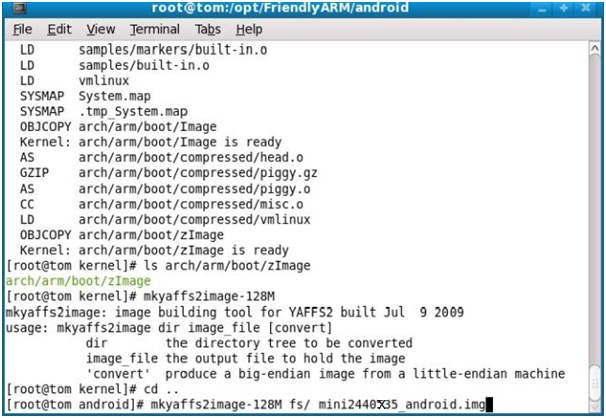 root@tom:/opt/FriendlyARM/android
File Edit View Terminal Tabs Help
LD samples/markers/built-in.o
LD samples/built-in.o
LD vmlinux
SYSMAP System.map
SYSMAP .tmp_System.map
OBJCOPY arch/arm/boot/Image
Kernel: arch/arm/boot/Image is ready
AS arch/arm/boot/compressed/head.o
GZIP arch/arm/boot/compressed/piggy.gz
AS arch/arm/boot/compressed/piggy.o
CC arch/arm/boot/compressed/misc.o
LD arch/arm/boot/compressed/vmlinux
OBJCOPY arch/arm/boot/zImage
Kernel: arch/arm/boot/zImage is ready
[root@tom kernel]# ls arch/arm/boot/zImage
arch/arm/boot/zImage
[root@tom kernel]# mkyaffs2image-128M
mkyaffs2image: image building tool for YAFFS2 built Jul 9 2009
usage: mkyaffs2image dir image_file [convert]
dir the directory tree to be converted
image_file the output file to hold the image
'convert' produce a big-endian image from a little-endian machine
[root@tom kernel]# cd ..
[root@tom android]# mkyaffs2image-128M fs/